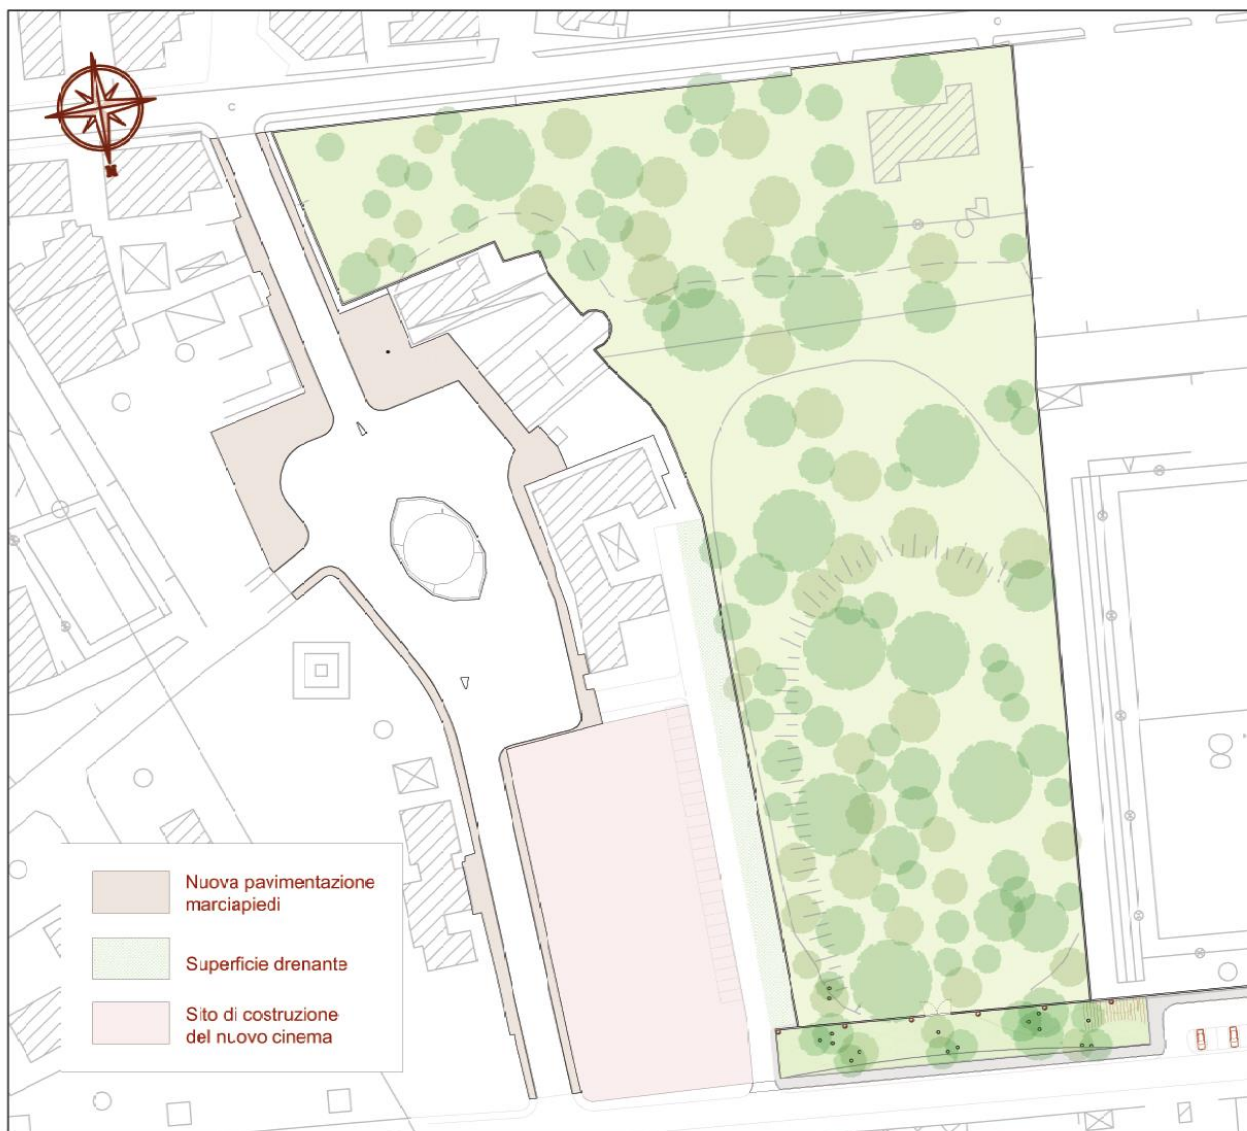 Nuova pavimentazione
marciapiedi
Superficie drenante
Sito di costruzione
del nuovo cinema